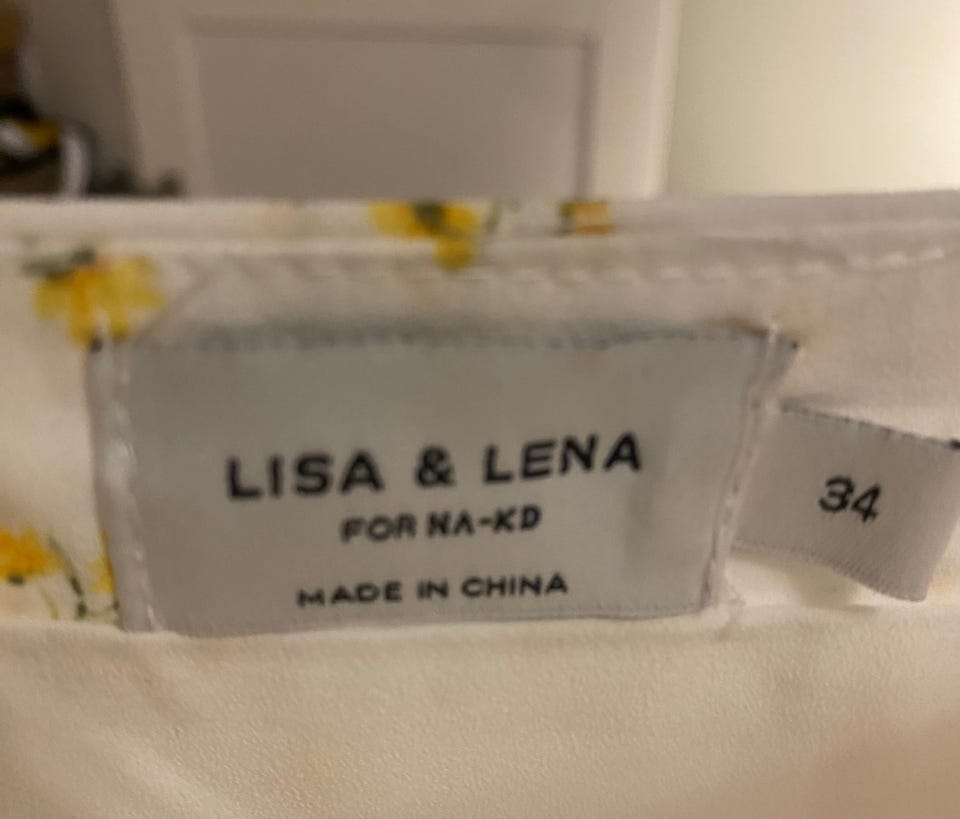 LISA & LENA
FOR NA-KD
MADE IN CHINA
34